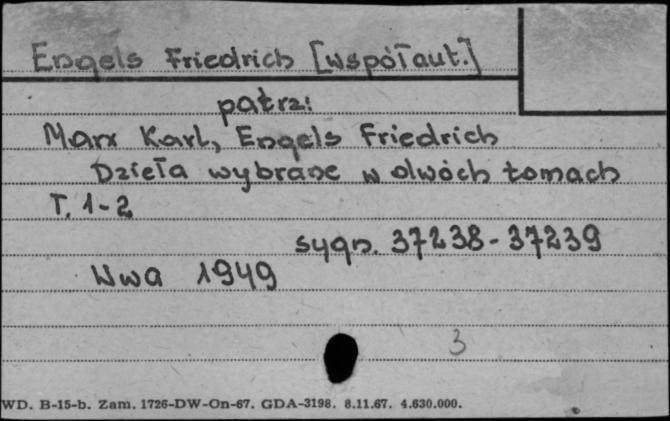 Engels Friedrich [współaut.]
patrz:
Marx Karl, Engels Friedrich
Dzieła wybrane w dwóch tomach
T. 1-2
sygn. 37238-37239
Wwa 1949
3
WD. B-15-b. Zam. 1726-DW-On-67. GDA-3198. 8.11.67. 4.630.000.